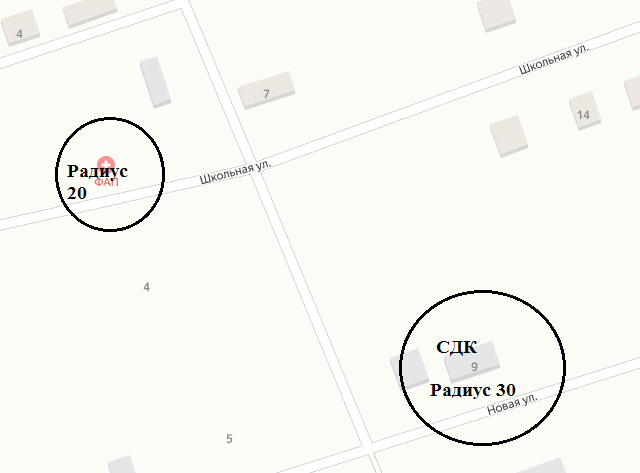 4
Школьная ул.
7
14
Радиус
20
ФАП
Школьная ул.
4
СДК
9
Радиус 30
Новая ул.
5